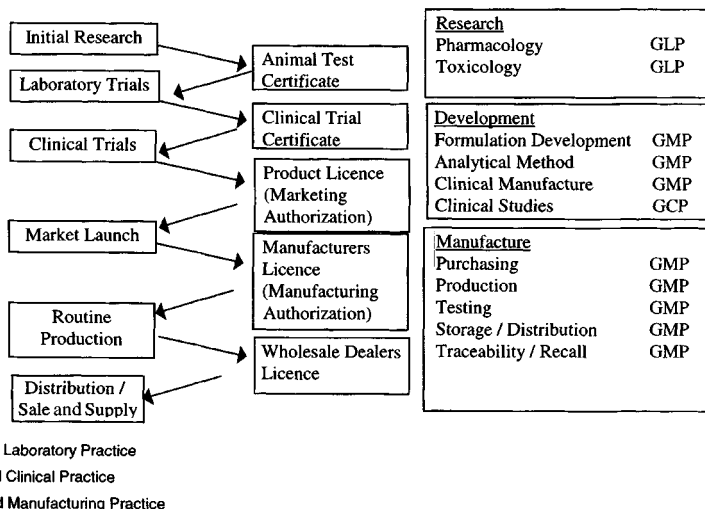 Initial Research
Laboratory Trials
Clinical Trials
Market Launch
Routine
Production
Distribution /
Sale and Supply
Animal Test
Certificate
Clinical Trial
Certificate
Product Licence
(Marketing
Authorization)
Manufacturers
Licence
(Manufacturing
Authorization)
Wholesale Dealers
Licence
Research
Pharmacology GLP
Toxicology GLP
Development
Formulation Development GMP
Analytical Method GMP
Clinical Manufacture GMP
Clinical Studies GCP
Manufacture
Purchasing GMP
Production GMP
Testing GMP
Storage / Distribution GMP
Traceability / Recall GMP
Laboratory Practice
Clinical Practice
Manufacturing Practice